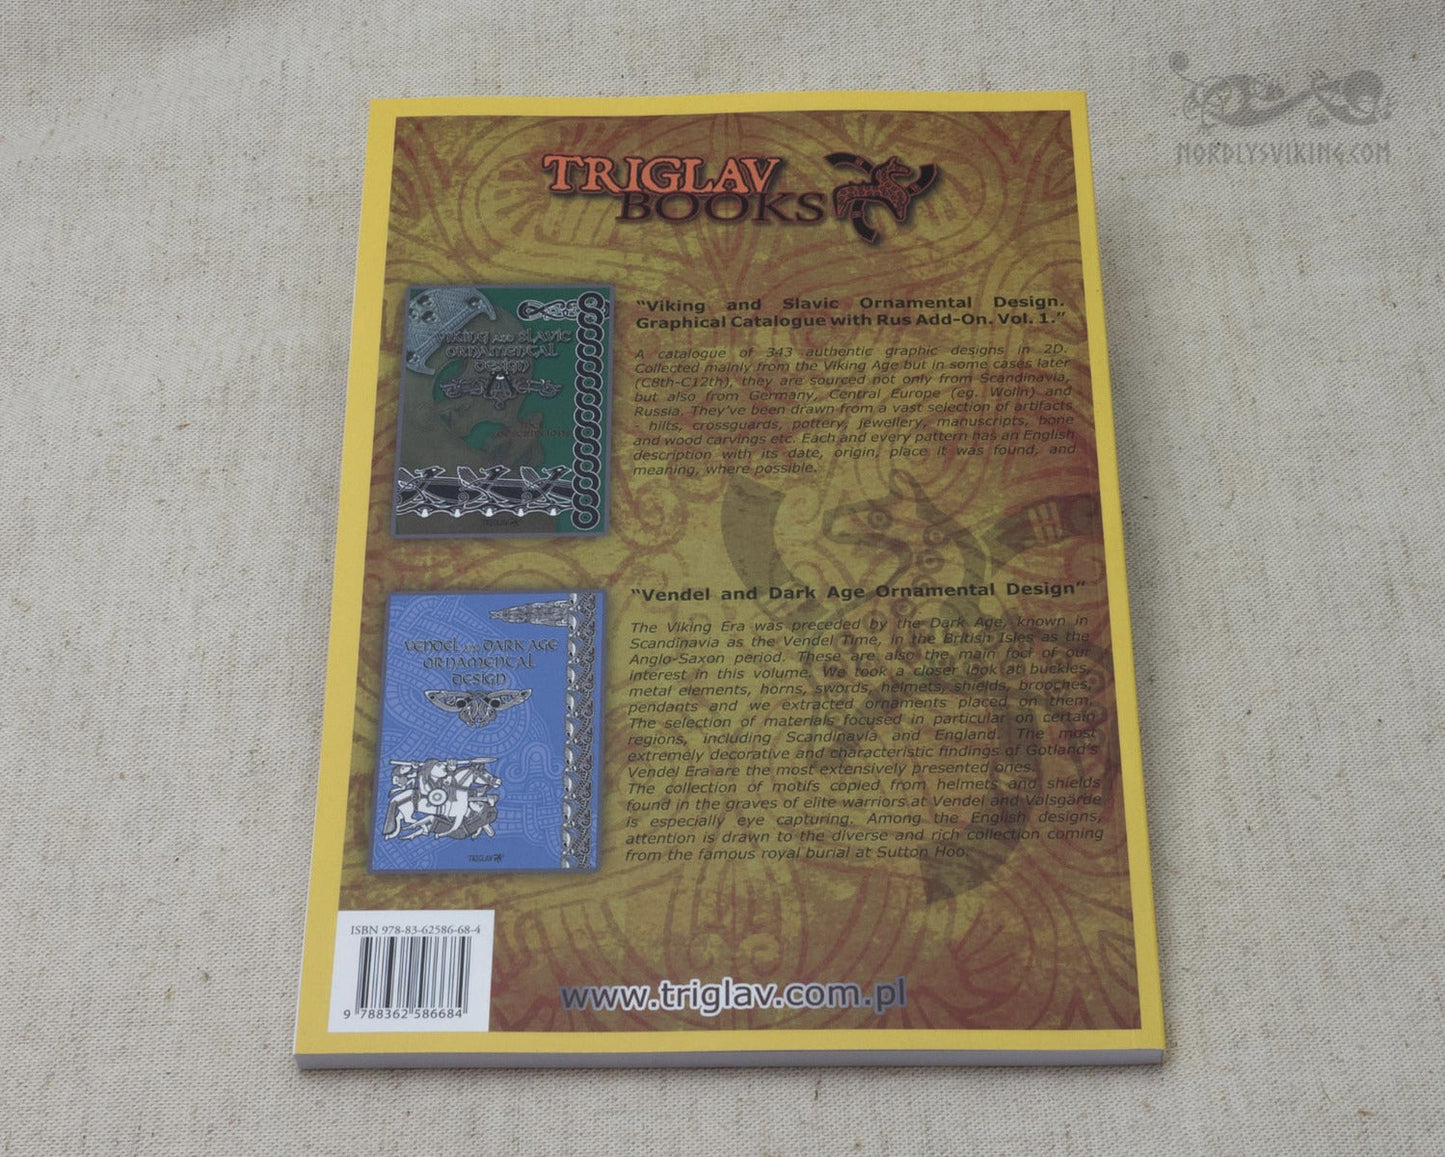 NORDLYSVIKING.COM
TRIGLAV
BOOKS
"Viking and Slavic Ornamental Design.
Graphical Catalogue with Rus Add-On. Vol. 1."
A catalogue of 343 authentic graphic designs in 2D.
Collected mainly from the Viking Age but in some cases later
(C8th-C12th), they are sourced not only from Scandinavia,
but also from Germany, Central Europe (eg. Wolin) and
Russia. They've been drawn from a vast selection of artifacts
- hilts, crossguards, pottery, jewellery, manuscripts, bone
and wood carvings etc. Each and every pattern has an English
description with its date, origin, place it was found, and
meaning, where possible.
VIKING AND SLAVIC
ORNAMENTAL
DESIGN
TRIGLAV
"Vendel and Dark Age Ornamental Design"
The Viking Era was preceded by the Dark Age, known in
Scandinavia as the Vendel Time, in the British Isles as the
Anglo-Saxon period. These are also the main foci of our
interest in this volume. We took a closer look at buckles,
metal elements, horns, swords, helmets, shields, brooches,
pendants and we extracted ornaments placed on them.
The selection of materials focused in particular on certain
regions, including Scandinavia and England. The most
extremely decorative and characteristic findings of Gotland's
Vendel Era are the most extensively presented ones.
The collection of motifs copied from helmets and shields
found in the graves of elite warriors at Vendel and Valsgärde
is especially eye capturing. Among the English designs,
attention is drawn to the diverse and rich collection coming
from the famous royal burial at Sutton Hoo.
VENDEL AND DARK AGE
ORNAMENTAL
DESIGN
TRIGLAV
ISBN 978-83-62586-68-4
9 788362 586684
www.triglav.com.pl